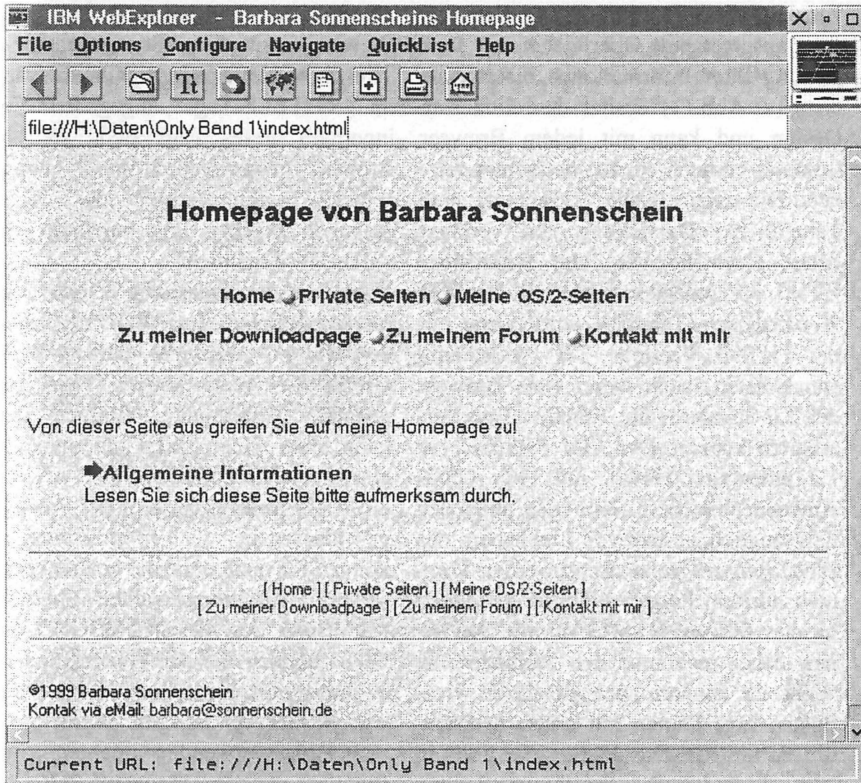 IBM WebExplorer - Barbara Sonnenscheins Homepage
File Options Configure Navigate QuickList Help
Tt
file:///H:\Daten\Only Band 1\index.html
Homepage von Barbara Sonnenschein
Home Private Seiten Meine OS/2-Seiten
Zu meiner Downloadpage Zu meinem Forum Kontakt mit mir
Von dieser Seite aus greifen Sie auf meine Homepage zu!
Allgemeine Informationen
Lesen Sie sich diese Seite bitte aufmerksam durch.
[ Home ] [ Private Seiten ] [ Meine OS/2-Seiten ]
[ Zu meiner Downloadpage ] [ Zu meinem Forum ] [ Kontakt mit mir ]
©1999 Barbara Sonnenschein
Kontak via eMail: barbara@sonnenschein.de
Current URL: file:///H:\Daten\Only Band 1\index.html